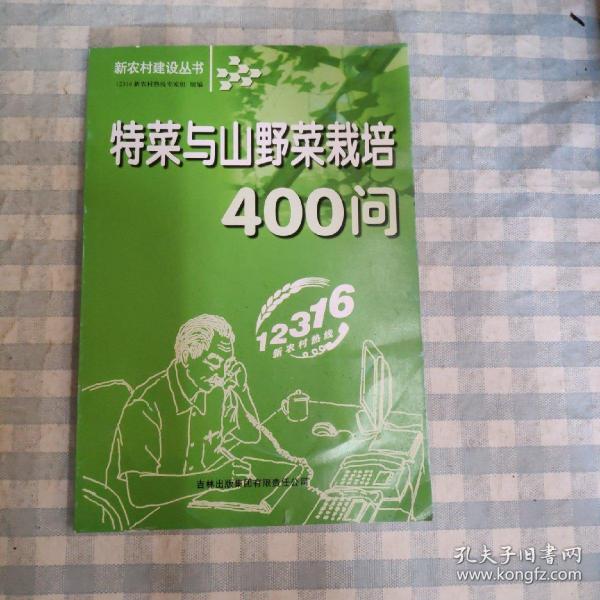 新农村建设丛书
12316新农村热线专家组 组编
特菜与山野菜栽培
400问
12316
新农村热线
吉林出版集团有限责任公司
孔夫子旧书网
www.kongfz.com